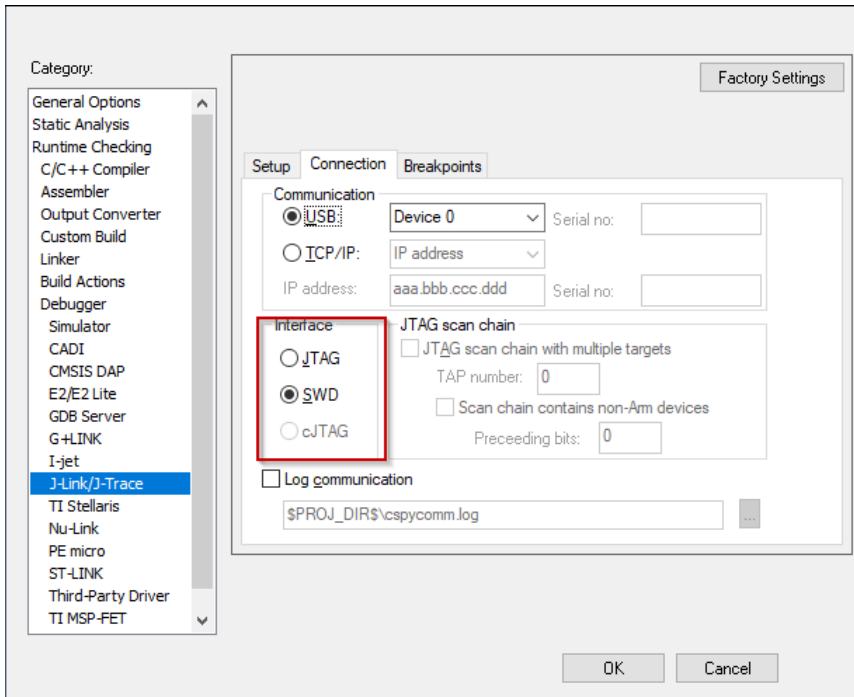 Category:
General Options
Static Analysis
Runtime Checking
C/C++ Compiler
Assembler
Output Converter
Custom Build
Linker
Build Actions
Debugger
Simulator
CADI
CMSIS DAP
E2/E2 Lite
GDB Server
G+LINK
I-jet
J-Link/J-Trace
TI Stellaris
Nu-Link
PE micro
ST-LINK
Third-Party Driver
TI MSP-FET
Factory Settings
Setup Connection Breakpoints
Communication
USB: Device 0 Serial no:
TCP/IP: IP address
IP address: aaa.bbb.ccc.ddd Serial no:
Interface
JTAG
SWD
cJTAG
JTAG scan chain
JTAG scan chain with multiple targets
TAP number: 0
Scan chain contains non-Arm devices
Preceeding bits: 0
Log communication
$PROJ_DIR$\cspycomm.log
...
OK Cancel